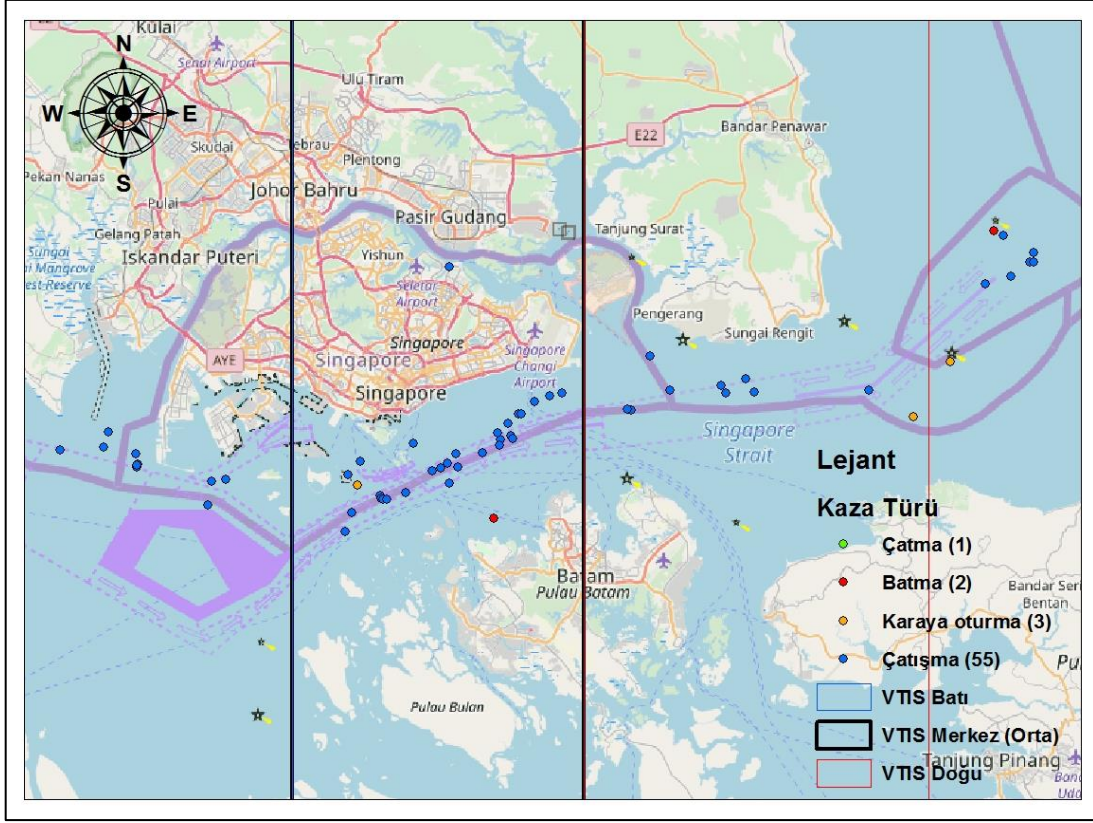 Kulai
Senai Airport
N
W
E
S
Ulu Tiram
E22
Bandar Penawar
Skudai
Plentong
Pekan Nanas
Pulai
Johor Bahru
Pasir Gudang
Gelang Patah
Iskandar Puteri
Tanjung Surat
Yishun
Seletar
Airport
Pengerang
Sungai Rengit
Singapore
AYE
Singapore
Singapore
Changi
Airport
Singapore
Singapore
Strait
Lejant
Kaza Türü
Çatma (1)
Batma (2)
Karaya oturma (3)
Çatışma (55)
VTIS Batı
VTIS Merkez (Orta)
VTIS Doğu
Batam
Pulau Batam
Bandar Seri
Bentan
Pulau Bulan
Tanjung Pinang